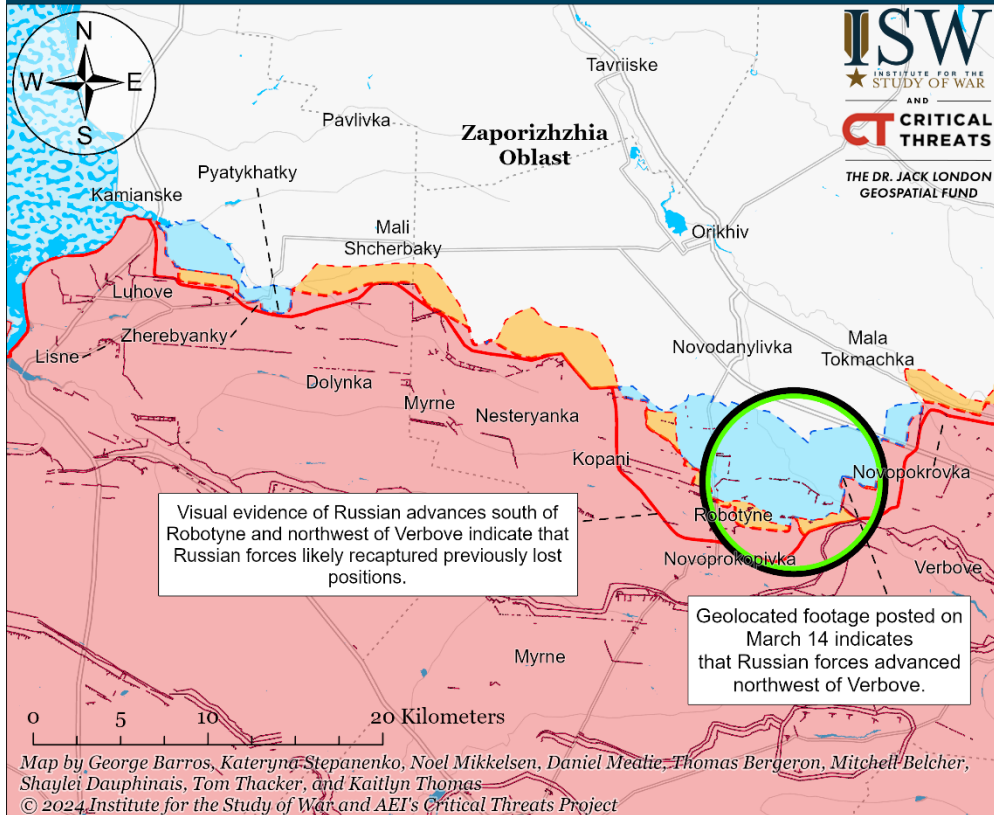 N
W E
S
ISW
INSTITUTE FOR THE
STUDY OF WAR
AND
CT CRITICAL
THREATS
THE DR. JACK LONDON
GEOSPATIAL FUND
Tavriiske
Pavlivka
Zaporizhzhia
Oblast
Pyatykhatky
Kamianske
Mali
Shcherbaky
Orikhiv
Luhove
Zherebyanky
Lisne
Novodanylivka
Mala
Tokmachka
Dolynka
Myrne
Nesteryanka
Kopani
Novopokrovka
Robotyne
Novoprokopivka
Verbove
Visual evidence of Russian advances south of
Robotyne and northwest of Verbove indicate that
Russian forces likely recaptured previously lost
positions.
Geolocated footage posted on
March 14 indicates
that Russian forces advanced
northwest of Verbove.
Myrne
0 5 10 20 Kilometers
Map by George Barros, Kateryna Stepanenko, Noel Mikkelsen, Daniel Mealie, Thomas Bergeron, Mitchell Belcher,
Shaylei Dauphinais, Tom Thacker, and Kaitlyn Thomas
© 2024 Institute for the Study of War and AEI's Critical Threats Project